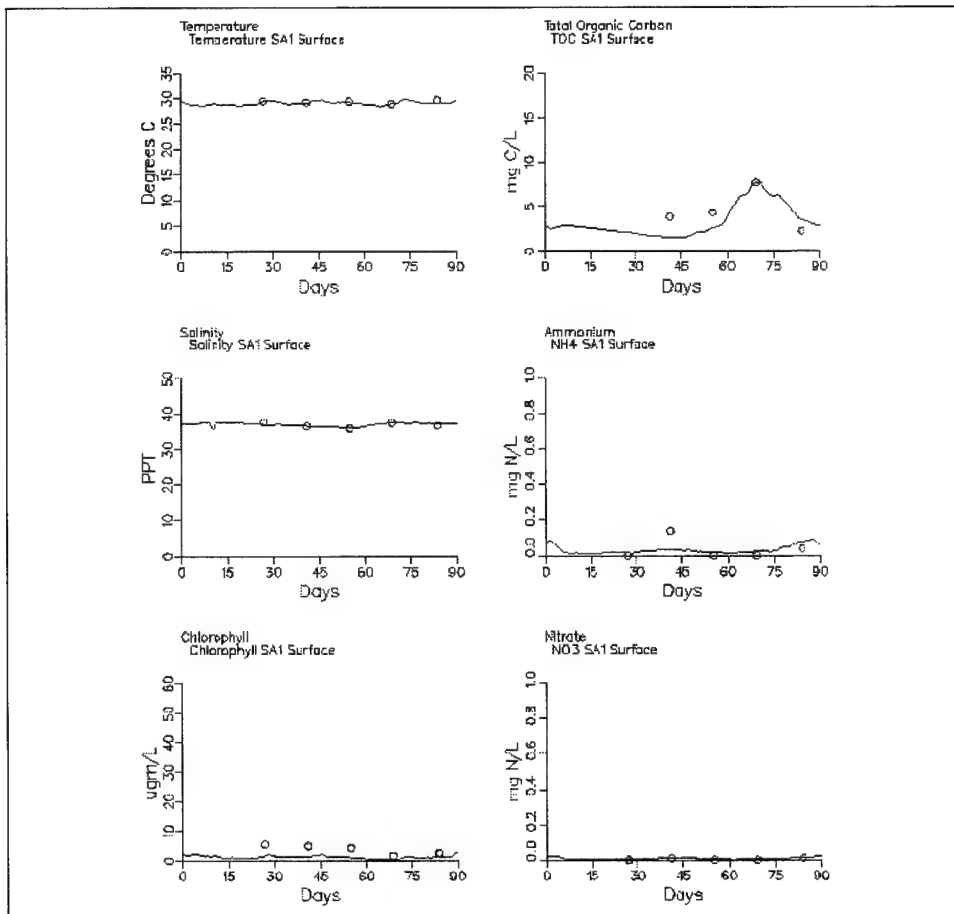 Temperature
Temperature SA1 Surface
Degrees C
0 5 10 15 20 25 30 35
0 15 30 45 60 75 90
Days
Total Organic Carbon
TOC SA1 Surface
mg C/L
0 5 10 15 20
0 15 30 45 60 75 90
Days
Salinity
Salinity SA1 Surface
PPT
0 10 20 30 40 50
0 15 30 45 60 75 90
Days
Ammonium
NH4 SA1 Surface
mg N/L
0.0 0.2 0.4 0.6 0.8 1.0
0 15 30 45 60 75 90
Days
Chlorophyll
Chlorophyll SA1 Surface
ugm/L
0 10 20 30 40 50 60
0 15 30 45 60 75 90
Days
Nitrate
NO3 SA1 Surface
mg N/L
0.0 0.2 0.4 0.6 0.8 1.0
0 15 30 45 60 75 90
Days